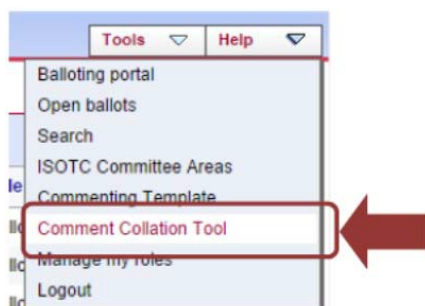 Tools Help
Balloting portal
Open ballots
Search
ISOTC Committee Areas
Commenting Template
Comment Collation Tool
Manage my roles
Logout